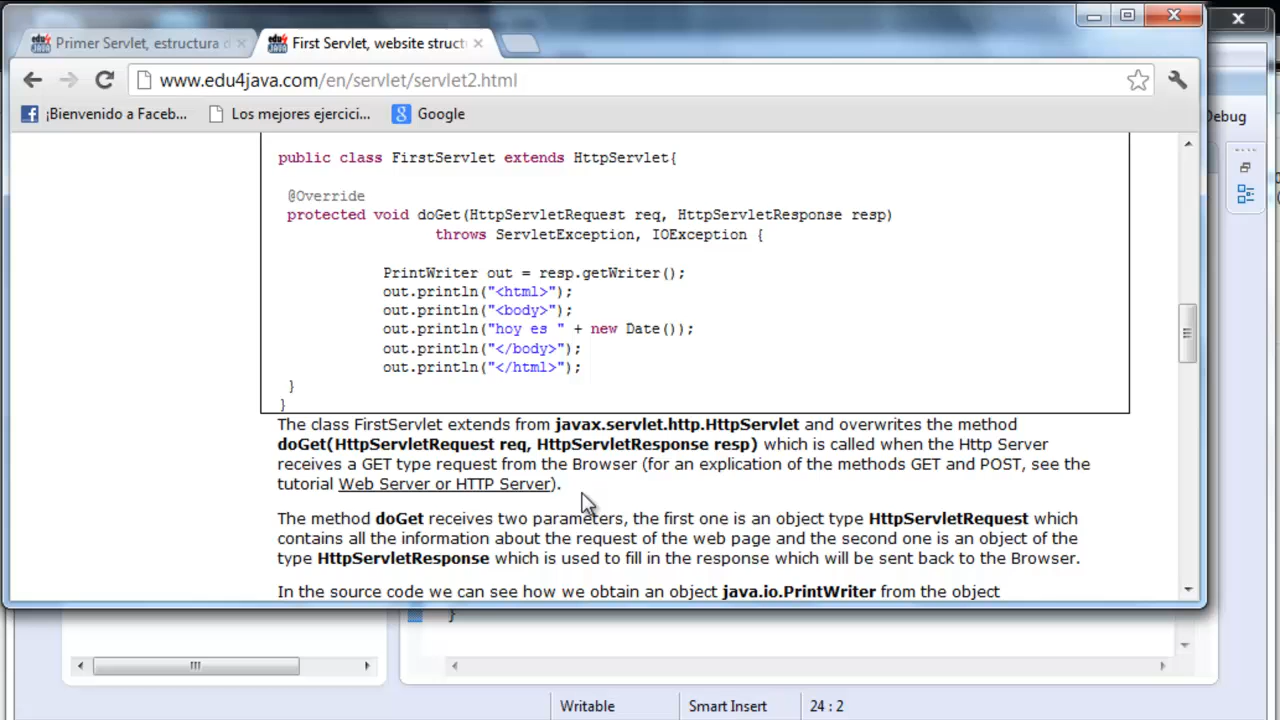 Primer Servlet, estructura
First Servlet, website struct
www.edu4java.com/en/servlet/servlet2.html
¡Bienvenido a Faceb...
Los mejores ejercici...
Google
Debug
public class FirstServlet extends HttpServlet{
@Override
protected void doGet(HttpServletRequest req, HttpServletResponse resp)
throws ServletException, IOException {
PrintWriter out = resp.getWriter();
out.println("<html>");
out.println("<body>");
out.println("hoy es " + new Date());
out.println("</body>");
out.println("</html>");
}
}
The class FirstServlet extends from javax.servlet.http.HttpServlet and overwrites the method
doGet(HttpServletRequest req, HttpServletResponse resp) which is called when the Http Server
receives a GET type request from the Browser (for an explication of the methods GET and POST, see the
tutorial Web Server or HTTP Server).
The method doGet receives two parameters, the first one is an object type HttpServletRequest which
contains all the information about the request of the web page and the second one is an object of the
type HttpServletResponse which is used to fill in the response which will be sent back to the Browser.
In the source code we can see how we obtain an object java.io.PrintWriter from the object
}
Writable
Smart Insert
24 : 2